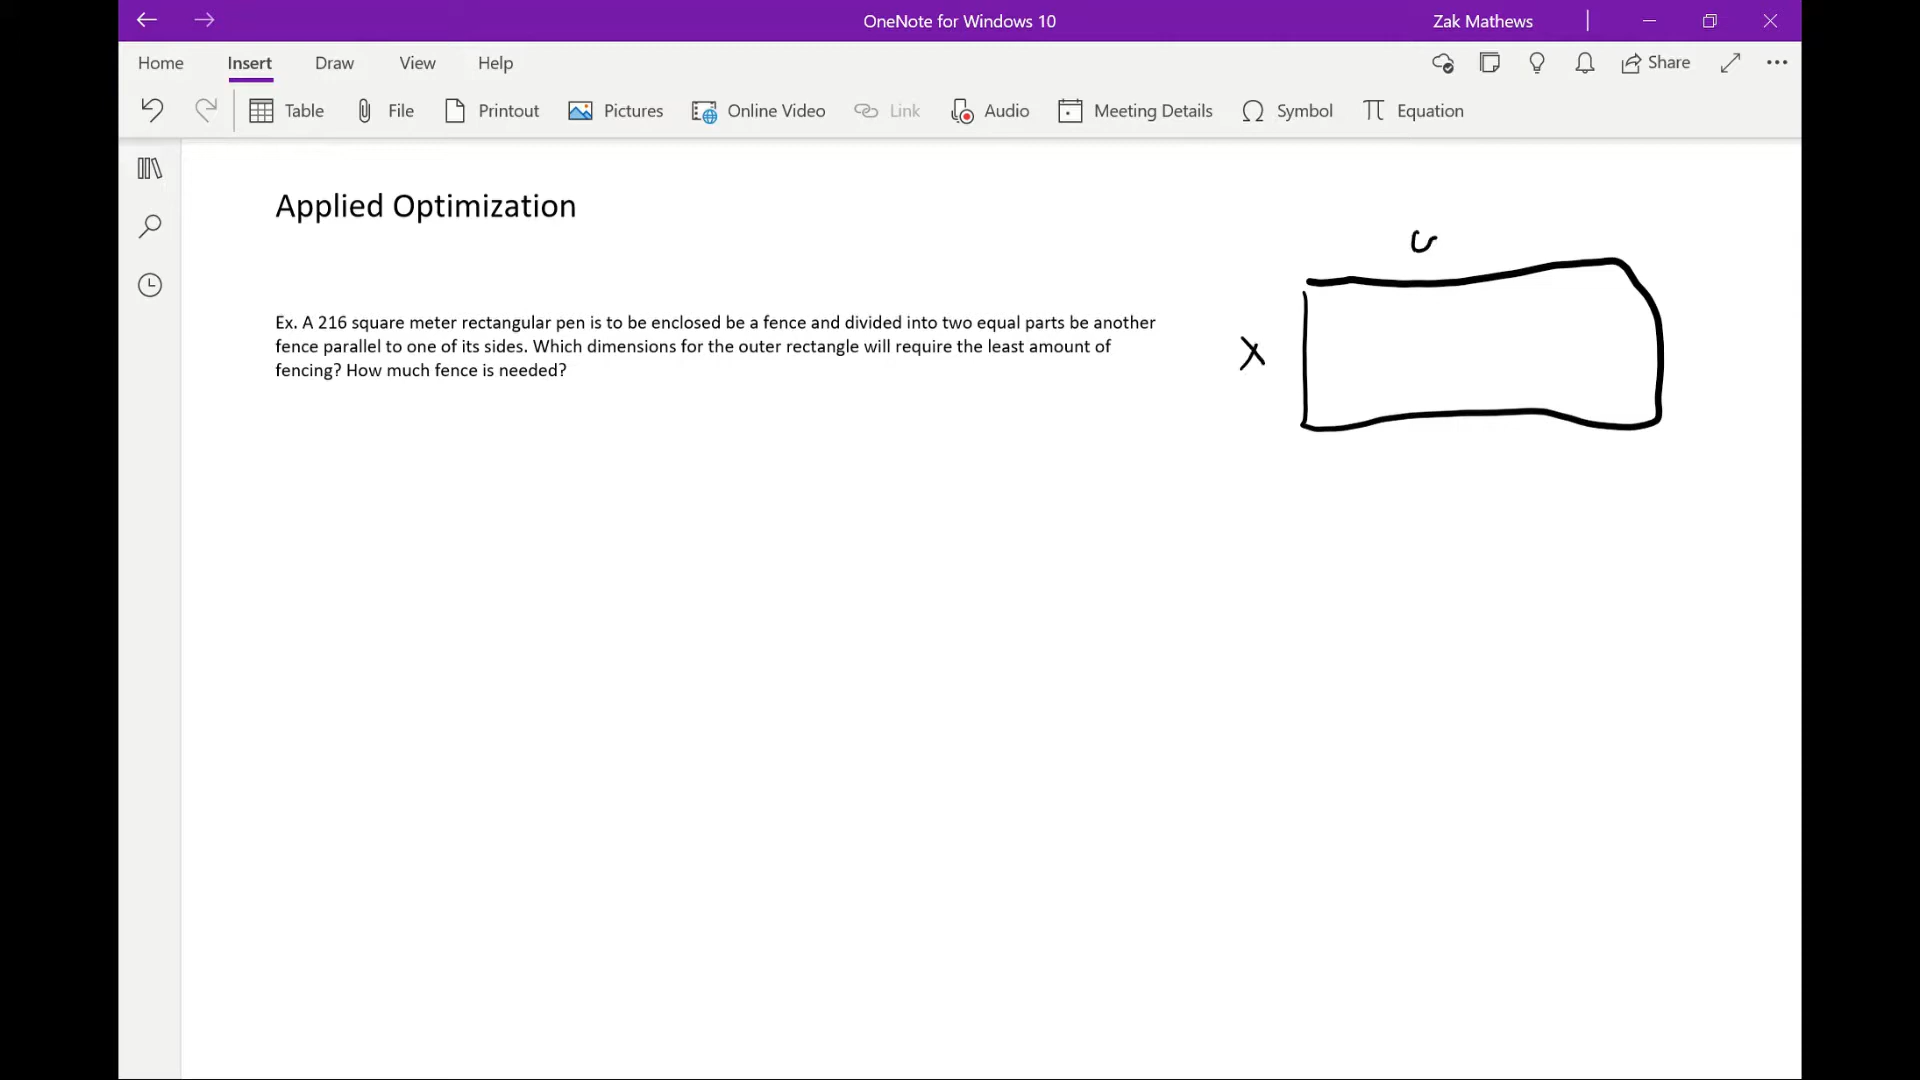 OneNote for Windows 10
Zak Mathews
Home Insert Draw View Help
Share
Table File Printout Pictures Online Video Link Audio Meeting Details Symbol Equation
Applied Optimization
Ex. A 216 square meter rectangular pen is to be enclosed be a fence and divided into two equal parts be another
fence parallel to one of its sides. Which dimensions for the outer rectangle will require the least amount of
fencing? How much fence is needed?
X